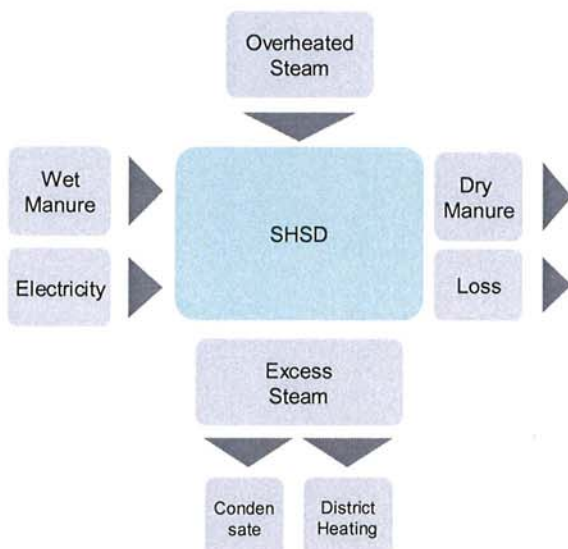 Overheated
Steam
Wet
Manure
SHSD
Dry
Manure
Electricity
Loss
Excess
Steam
Conden
sate
District
Heating